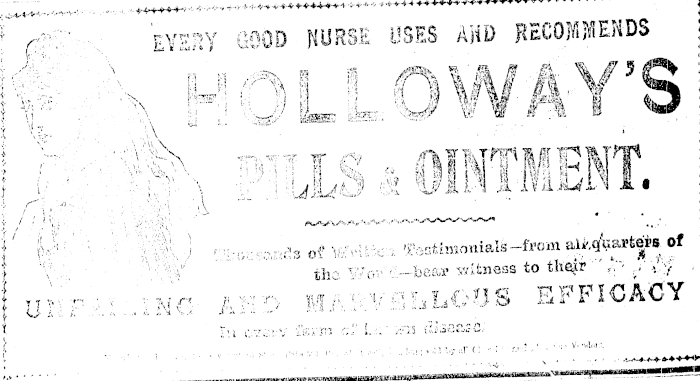 EVERY GOOD NURSE USES AND RECOMMENDS
HOLLOWAY'S
PILLS & OINTMENT.
Thousands of Written Testimonials—from all quarters of
the World—bear witness to their
UNFAILING AND MARVELLOUS EFFICACY
In every form of disease.